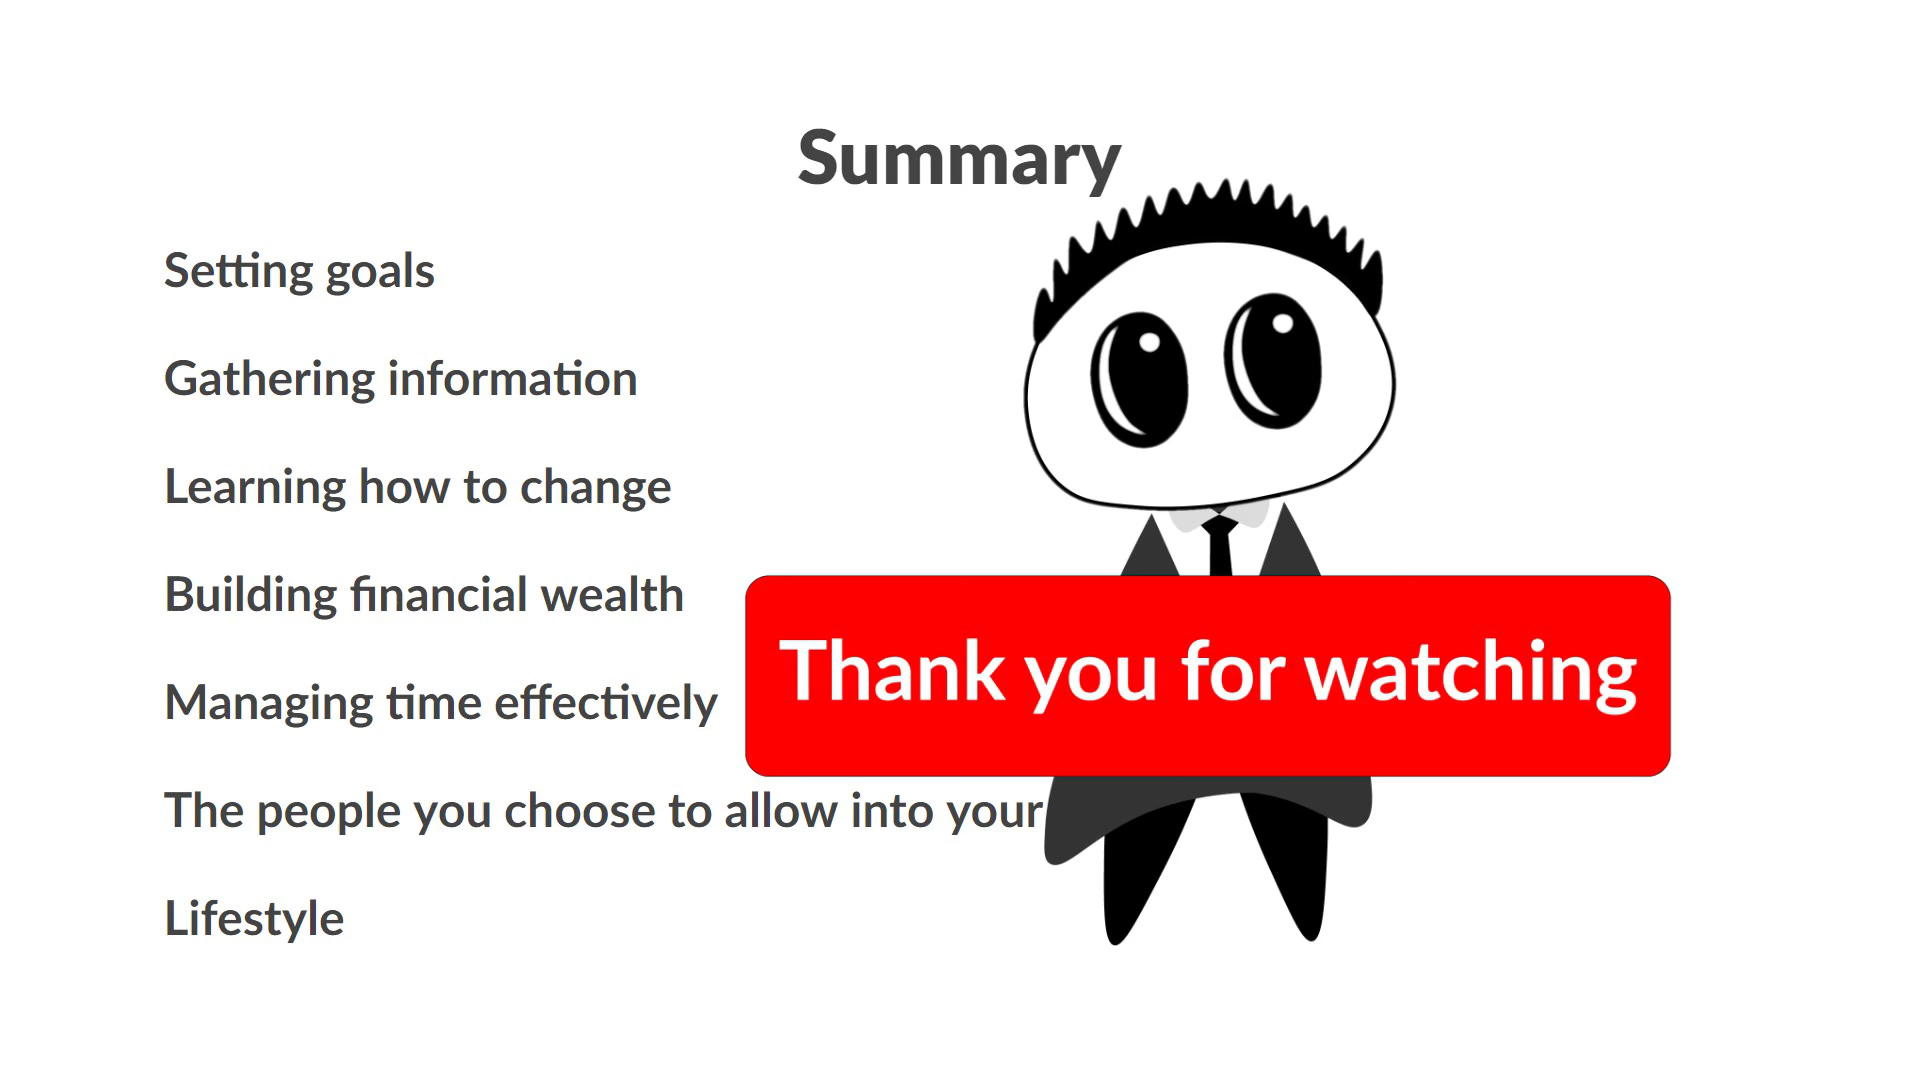 Summary
Setting goals
Gathering information
Learning how to change
Building financial wealth
Thank you for watching
Managing time effectively
The people you choose to allow into your
Lifestyle